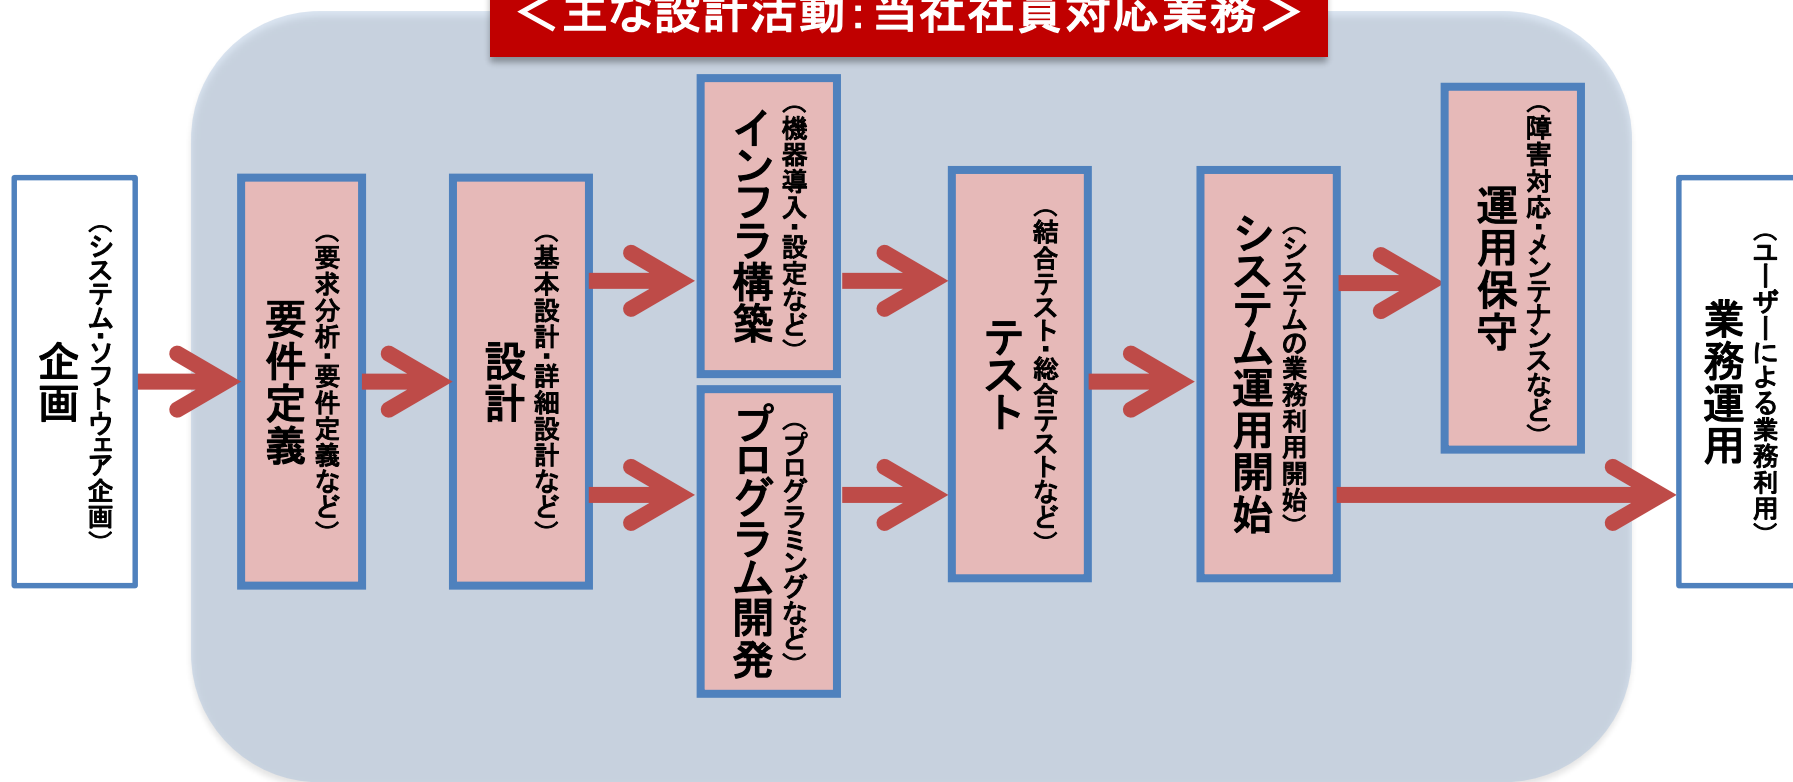 ＜主な設計活動：当社社員対応業務＞
（システム・ソフトウェア企画）
企画
（要求分析・要件定義など）
要件定義
（基本設計・詳細設計など）
設計
（機器導入・設定など）
インフラ構築
（プログラミングなど）
プログラム開発
（結合テスト・総合テストなど）
テスト
（システムの業務利用開始）
システム運用開始
（障害対応・メンテナンスなど）
運用保守
（ユーザーによる業務利用）
業務運用